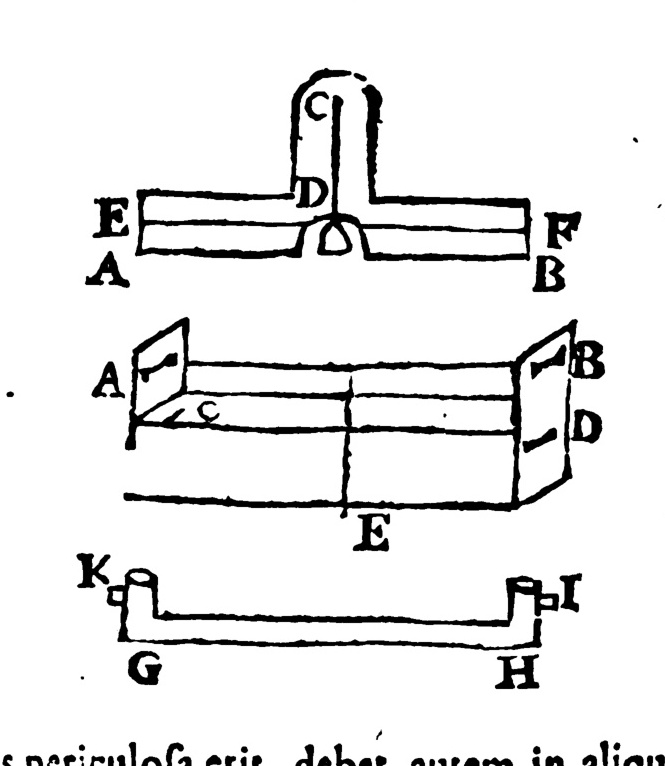 C
D
E F
A B
A B
C D
E
K I
G H
periculoſa erit, debet autem in aliqu